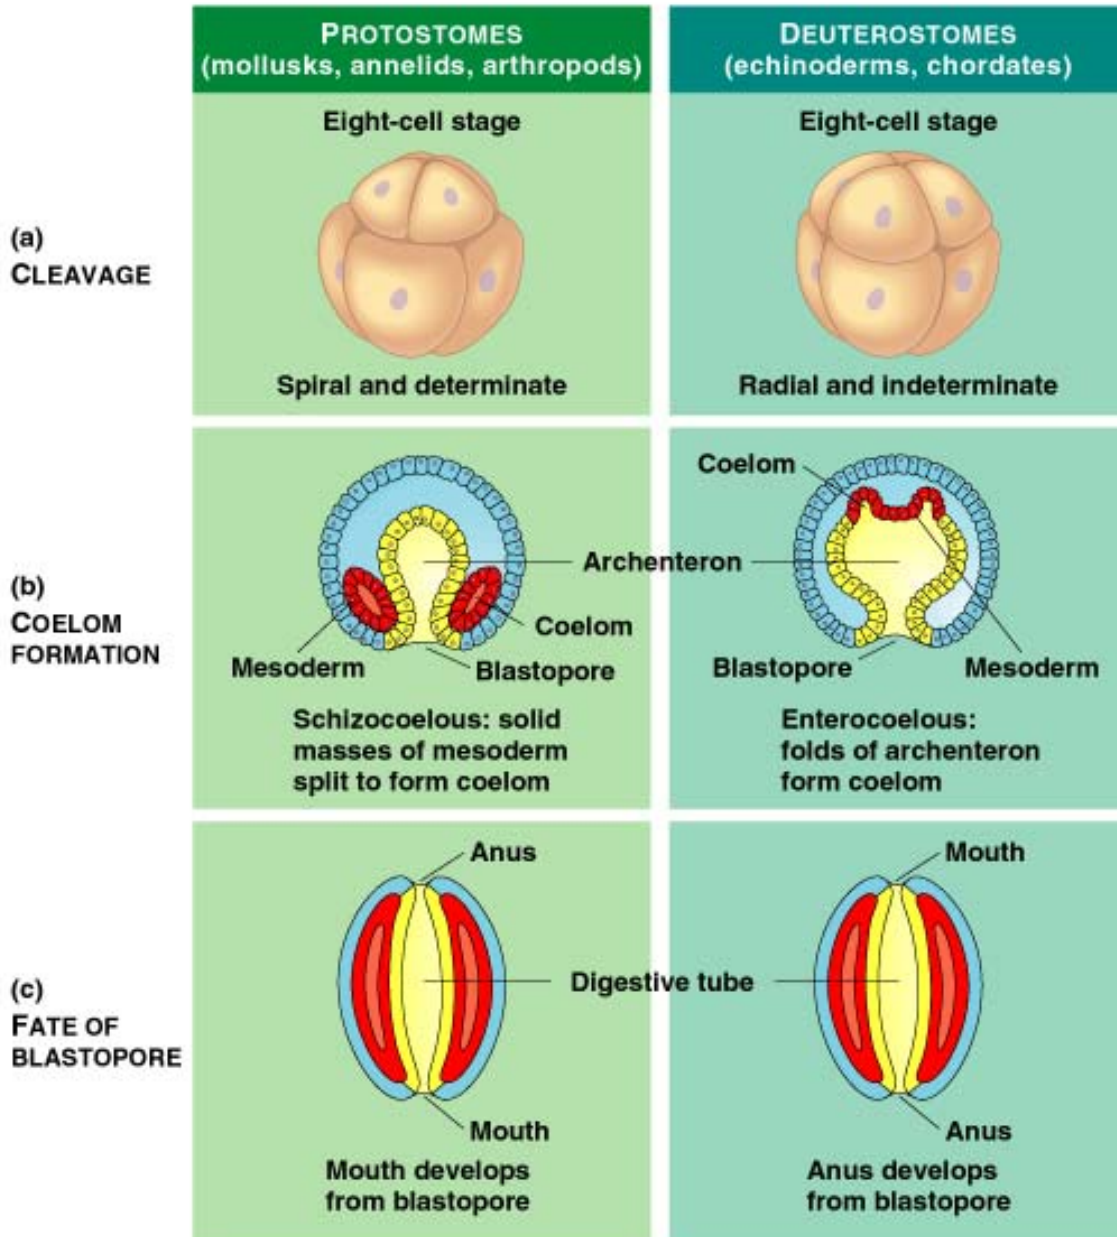 PROTOSTOMES
(mollusks, annelids, arthropods)
DEUTEROSTOMES
(echinoderms, chordates)
(a)
CLEAVAGE
Eight-cell stage
Spiral and determinate
Eight-cell stage
Radial and indeterminate
(b)
COELOM
FORMATION
Archenteron
Coelom
Mesoderm
Blastopore
Schizocoelous: solid
masses of mesoderm
split to form coelom
Coelom
Blastopore
Mesoderm
Enterocoelous:
folds of archenteron
form coelom
(c)
FATE OF
BLASTOPORE
Anus
Digestive tube
Mouth
Mouth develops
from blastopore
Mouth
Anus
Anus develops
from blastopore